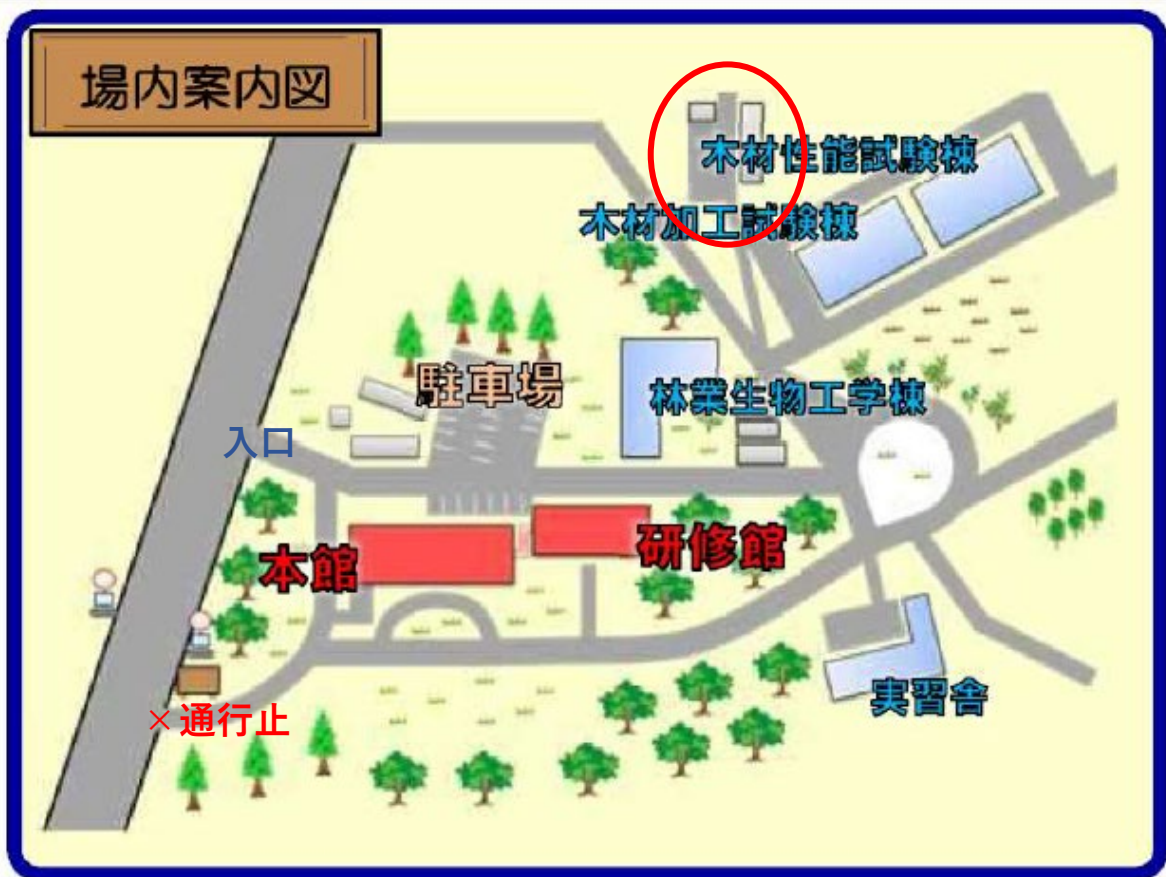 場内案内図
木材性能試験棟
木材加工試験棟
駐車場
林業生物工学棟
入口
本館
研修館
実習舎
×通行止